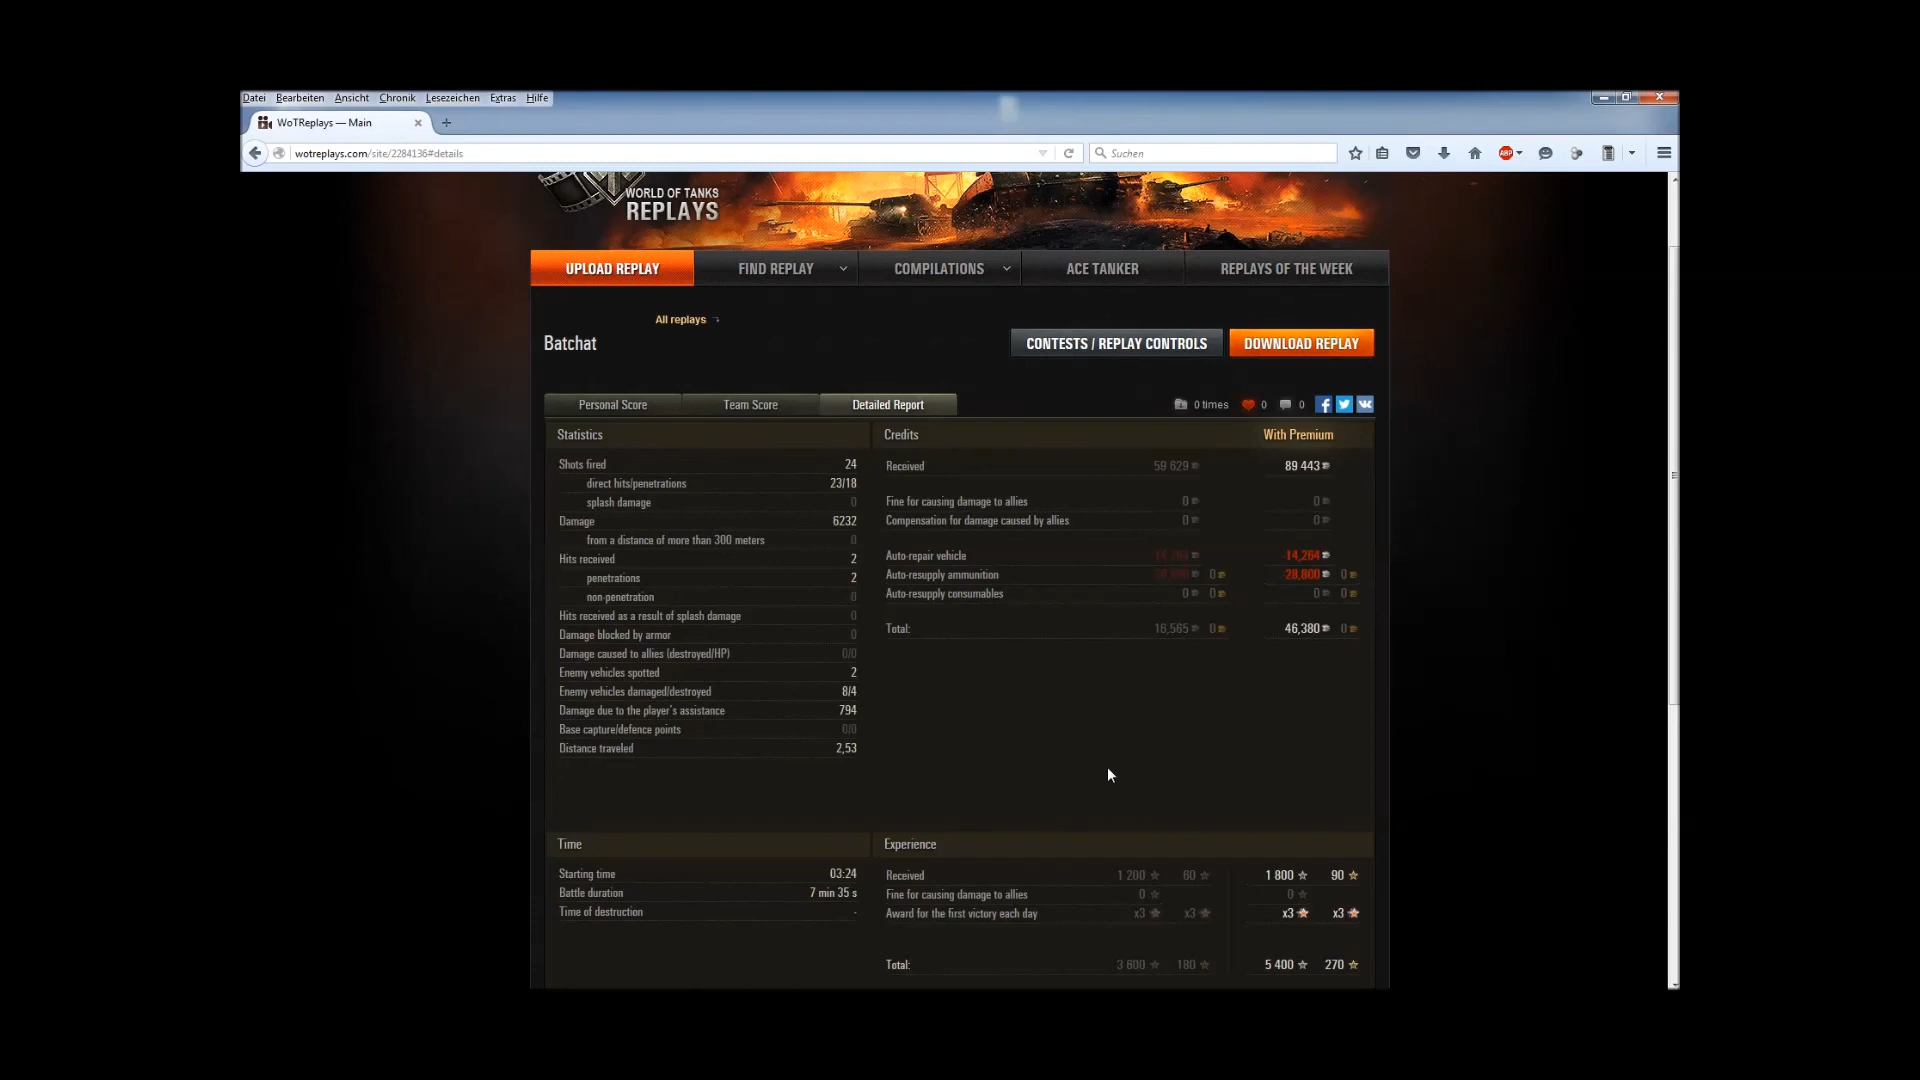 Datei Bearbeiten Ansicht Chronik Lesezeichen Extras Hilfe
WoTReplays — Main
wotreplays.com/site/2284136#details
Suchen
ABP
WORLD OF TANKS
REPLAYS
UPLOAD REPLAY FIND REPLAY COMPILATIONS ACE TANKER REPLAYS OF THE WEEK
All replays
Batchat
CONTESTS / REPLAY CONTROLS DOWNLOAD REPLAY
Personal Score Team Score Detailed Report 0 times 0 0
Statistics
Shots fired 24
direct hits/penetrations 23/18
splash damage 0
Damage 6232
from a distance of more than 300 meters 0
Hits received 2
penetrations 2
non-penetration 0
Hits received as a result of splash damage 0
Damage blocked by armor 0
Damage caused to allies (destroyed/HP) 0/0
Enemy vehicles spotted 2
Enemy vehicles damaged/destroyed 8/4
Damage due to the player's assistance 794
Base capture/defence points 0/0
Distance traveled 2,53
Credits With Premium
Received 59 629 89 443
Fine for causing damage to allies 0 0
Compensation for damage caused by allies 0 0
Auto-repair vehicle -14,264 -14,264
Auto-resupply ammunition 0 -28,800 0
Auto-resupply consumables 0 0 0 0
Total: 16,565 0 46,380 0
Time
Starting time 03:24
Battle duration 7 min 35 s
Time of destruction -
Experience
Received 1 200 60 1 800 90
Fine for causing damage to allies 0 0
Award for the first victory each day x3 x3 x3 x3
Total: 3 600 180 5 400 270